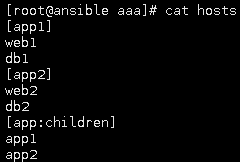 [root@ansible aaa]# cat hosts
[app1]
web1
db1
[app2]
web2
db2
[app:children]
app1
app2